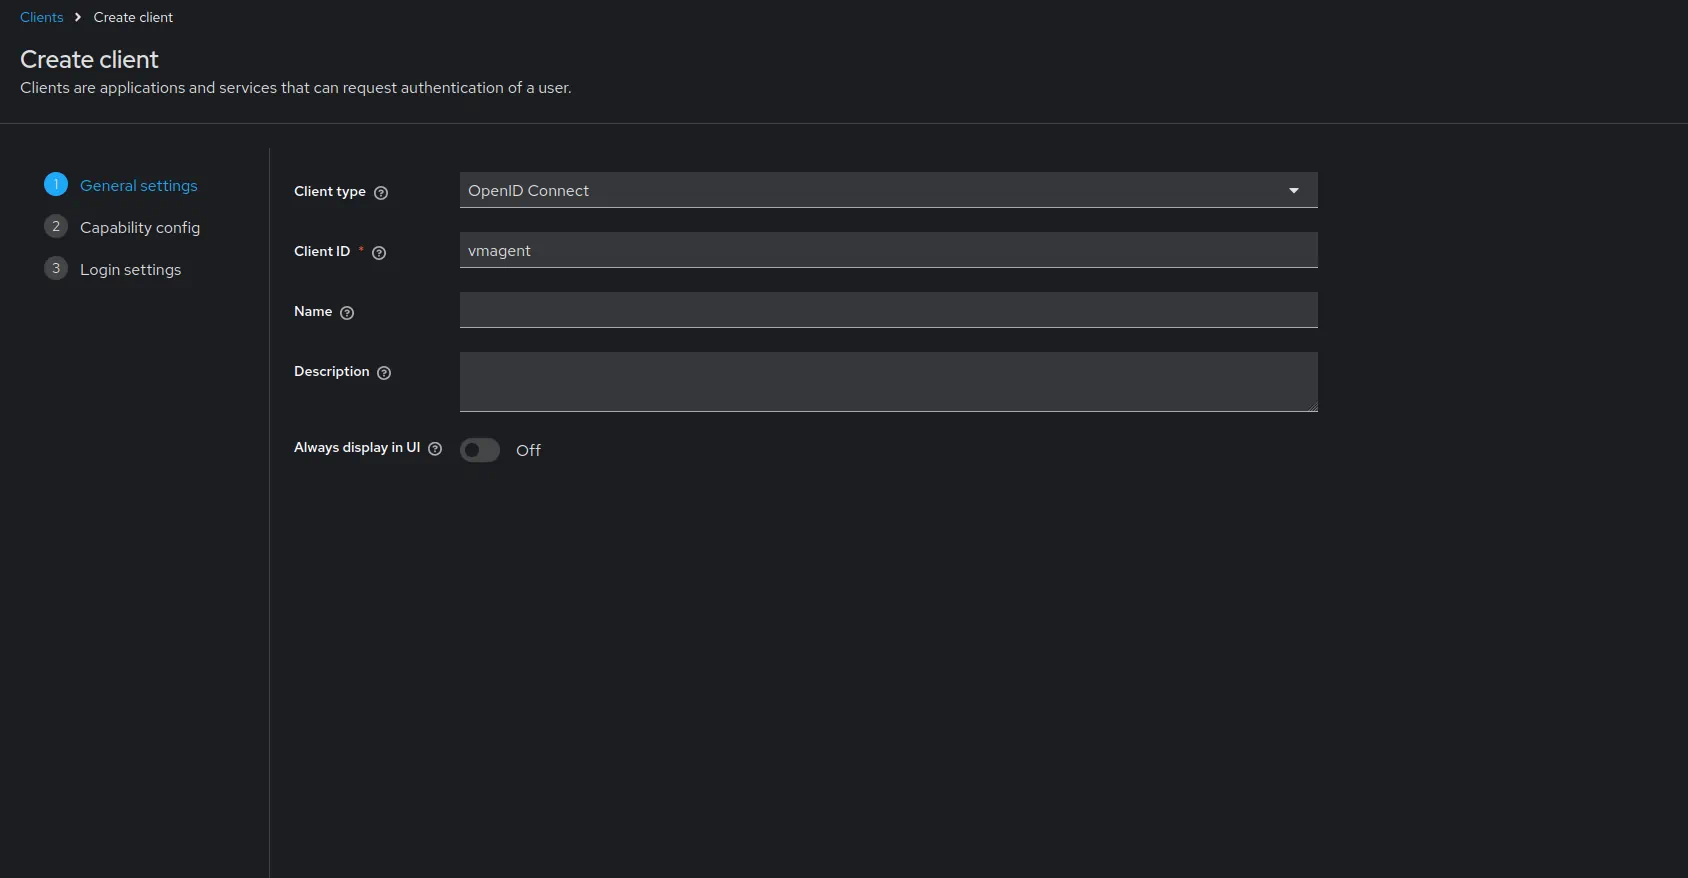 Clients > Create client
Create client
Clients are applications and services that can request authentication of a user.
1 General settings
2 Capability config
3 Login settings
Client type ?
OpenID Connect
Client ID * ?
vmagent
Name ?
Description ?
Always display in UI ?
Off